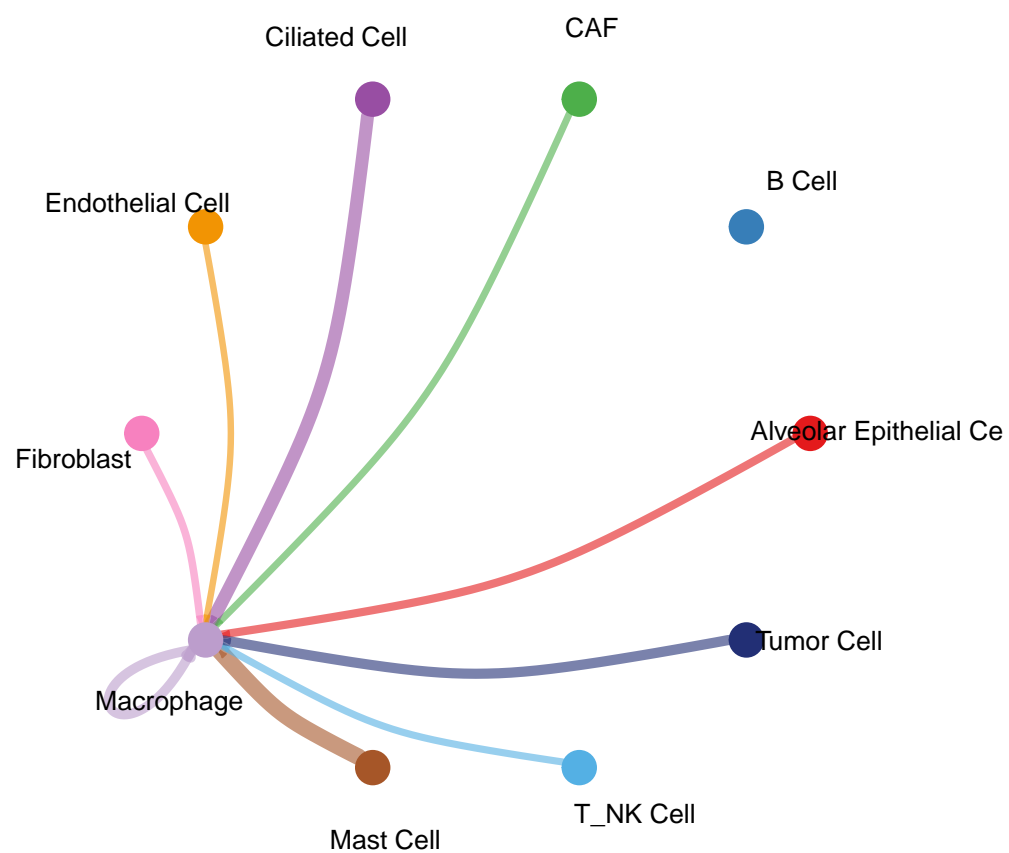 CAF
Ciliated Cell
B Cell
Endothelial Cell
Alveolar Epithelial Ce
Fibroblast
Tumor Cell
Macrophage
T_NK Cell
Mast Cell